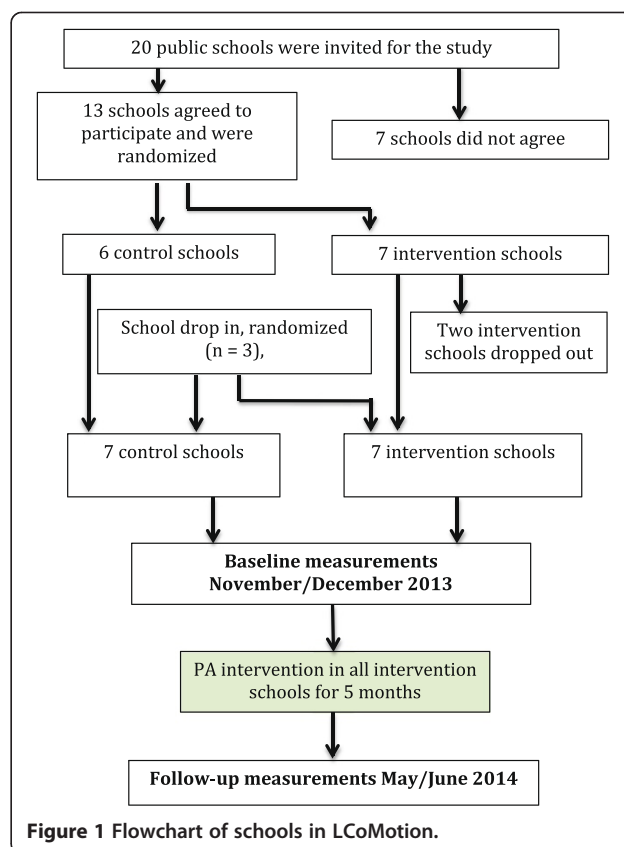 20 public schools were invited for the study
13 schools agreed to
participate and were
randomized
7 schools did not agree
6 control schools
7 intervention schools
School drop in, randomized
(n = 3),
Two intervention
schools dropped out
7 control schools
7 intervention schools
Baseline measurements
November/December 2013
PA intervention in all intervention
schools for 5 months
Follow-up measurements May/June 2014
Figure 1 Flowchart of schools in LCoMotion.